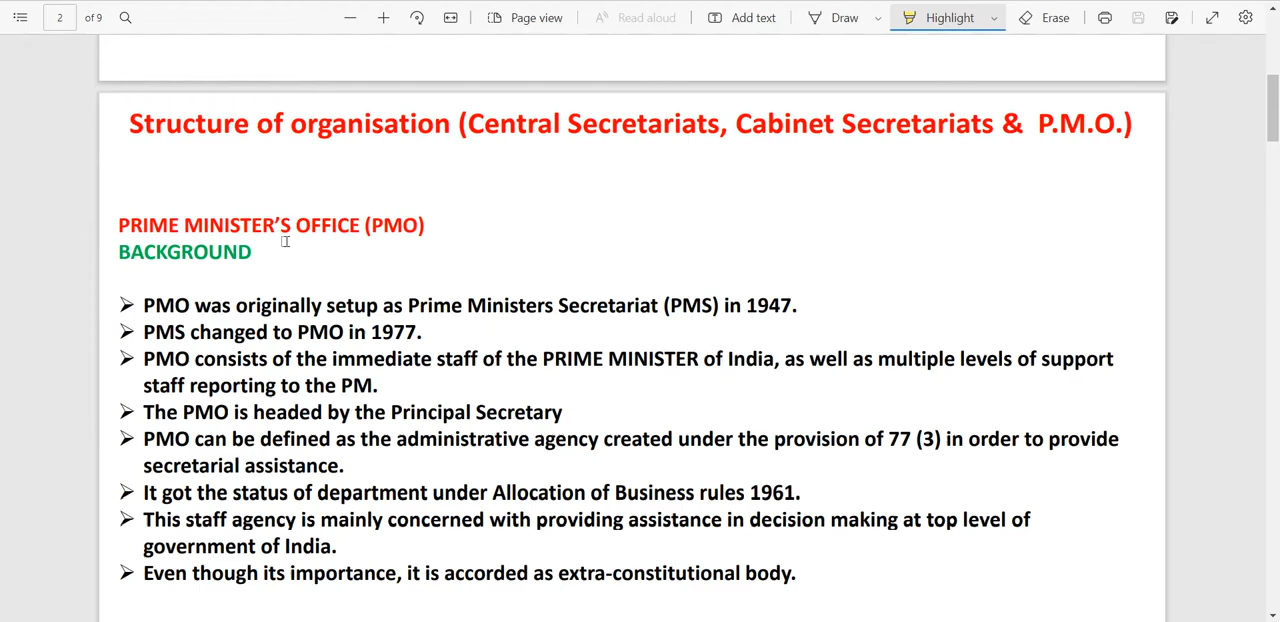 2 of 9 Page view Read aloud Add text Draw Highlight Erase
Structure of organisation (Central Secretariats, Cabinet Secretariats & P.M.O.)
PRIME MINISTER’S OFFICE (PMO)
BACKGROUND
➢ PMO was originally setup as Prime Ministers Secretariat (PMS) in 1947.
➢ PMS changed to PMO in 1977.
➢ PMO consists of the immediate staff of the PRIME MINISTER of India, as well as multiple levels of support
staff reporting to the PM.
➢ The PMO is headed by the Principal Secretary
➢ PMO can be defined as the administrative agency created under the provision of 77 (3) in order to provide
secretarial assistance.
➢ It got the status of department under Allocation of Business rules 1961.
➢ This staff agency is mainly concerned with providing assistance in decision making at top level of
government of India.
➢ Even though its importance, it is accorded as extra-constitutional body.